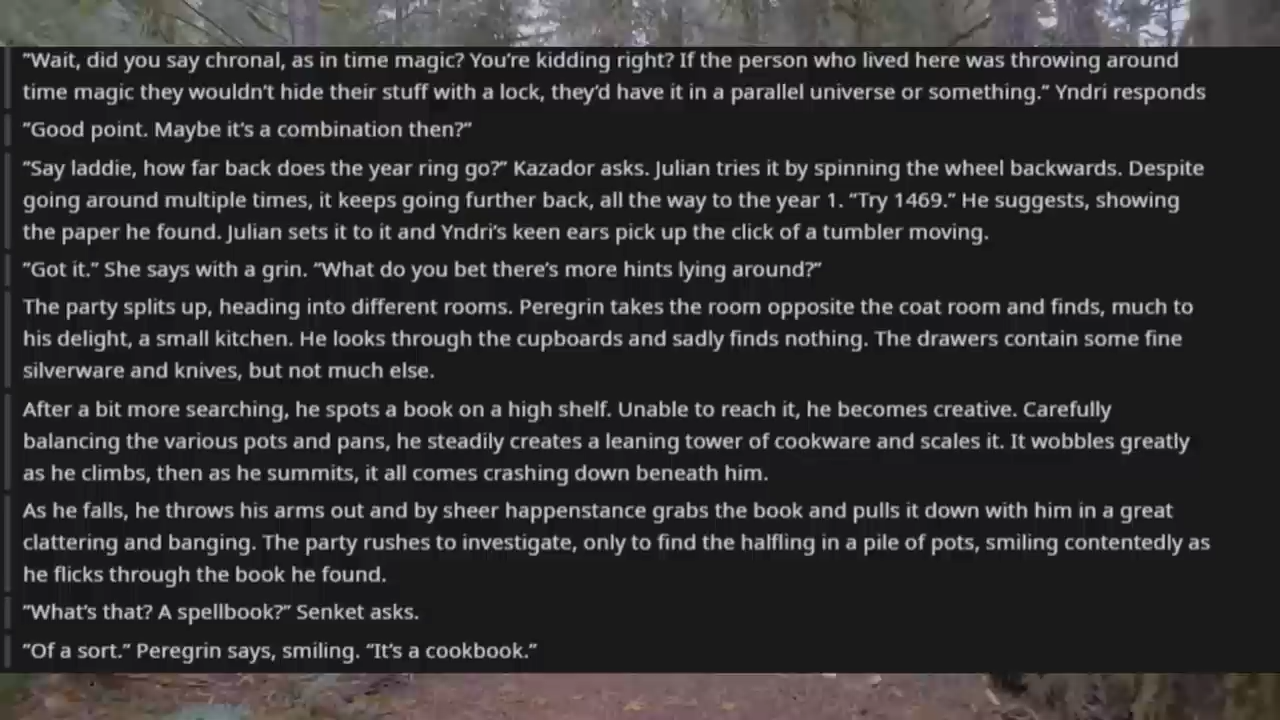 "Wait, did you say chronal, as in time magic? You're kidding right? If the person who lived here was throwing around
time magic they wouldn't hide their stuff with a lock, they'd have it in a parallel universe or something." Yndri responds
"Good point. Maybe it's a combination then?"
"Say laddie, how far back does the year ring go?" Kazador asks. Julian tries it by spinning the wheel backwards. Despite
going around multiple times, it keeps going further back, all the way to the year 1. "Try 1469." He suggests, showing
the paper he found. Julian sets it to it and Yndri's keen ears pick up the click of a tumbler moving.
"Got it." She says with a grin. "What do you bet there's more hints lying around?"
The party splits up, heading into different rooms. Peregrin takes the room opposite the coat room and finds, much to
his delight, a small kitchen. He looks through the cupboards and sadly finds nothing. The drawers contain some fine
silverware and knives, but not much else.
After a bit more searching, he spots a book on a high shelf. Unable to reach it, he becomes creative. Carefully
balancing the various pots and pans, he steadily creates a leaning tower of cookware and scales it. It wobbles greatly
as he climbs, then as he summits, it all comes crashing down beneath him.
As he falls, he throws his arms out and by sheer happenstance grabs the book and pulls it down with him in a great
clattering and banging. The party rushes to investigate, only to find the halfling in a pile of pots, smiling contentedly as
he flicks through the book he found.
"What's that? A spellbook?" Senket asks.
"Of a sort." Peregrin says, smiling. "It's a cookbook."